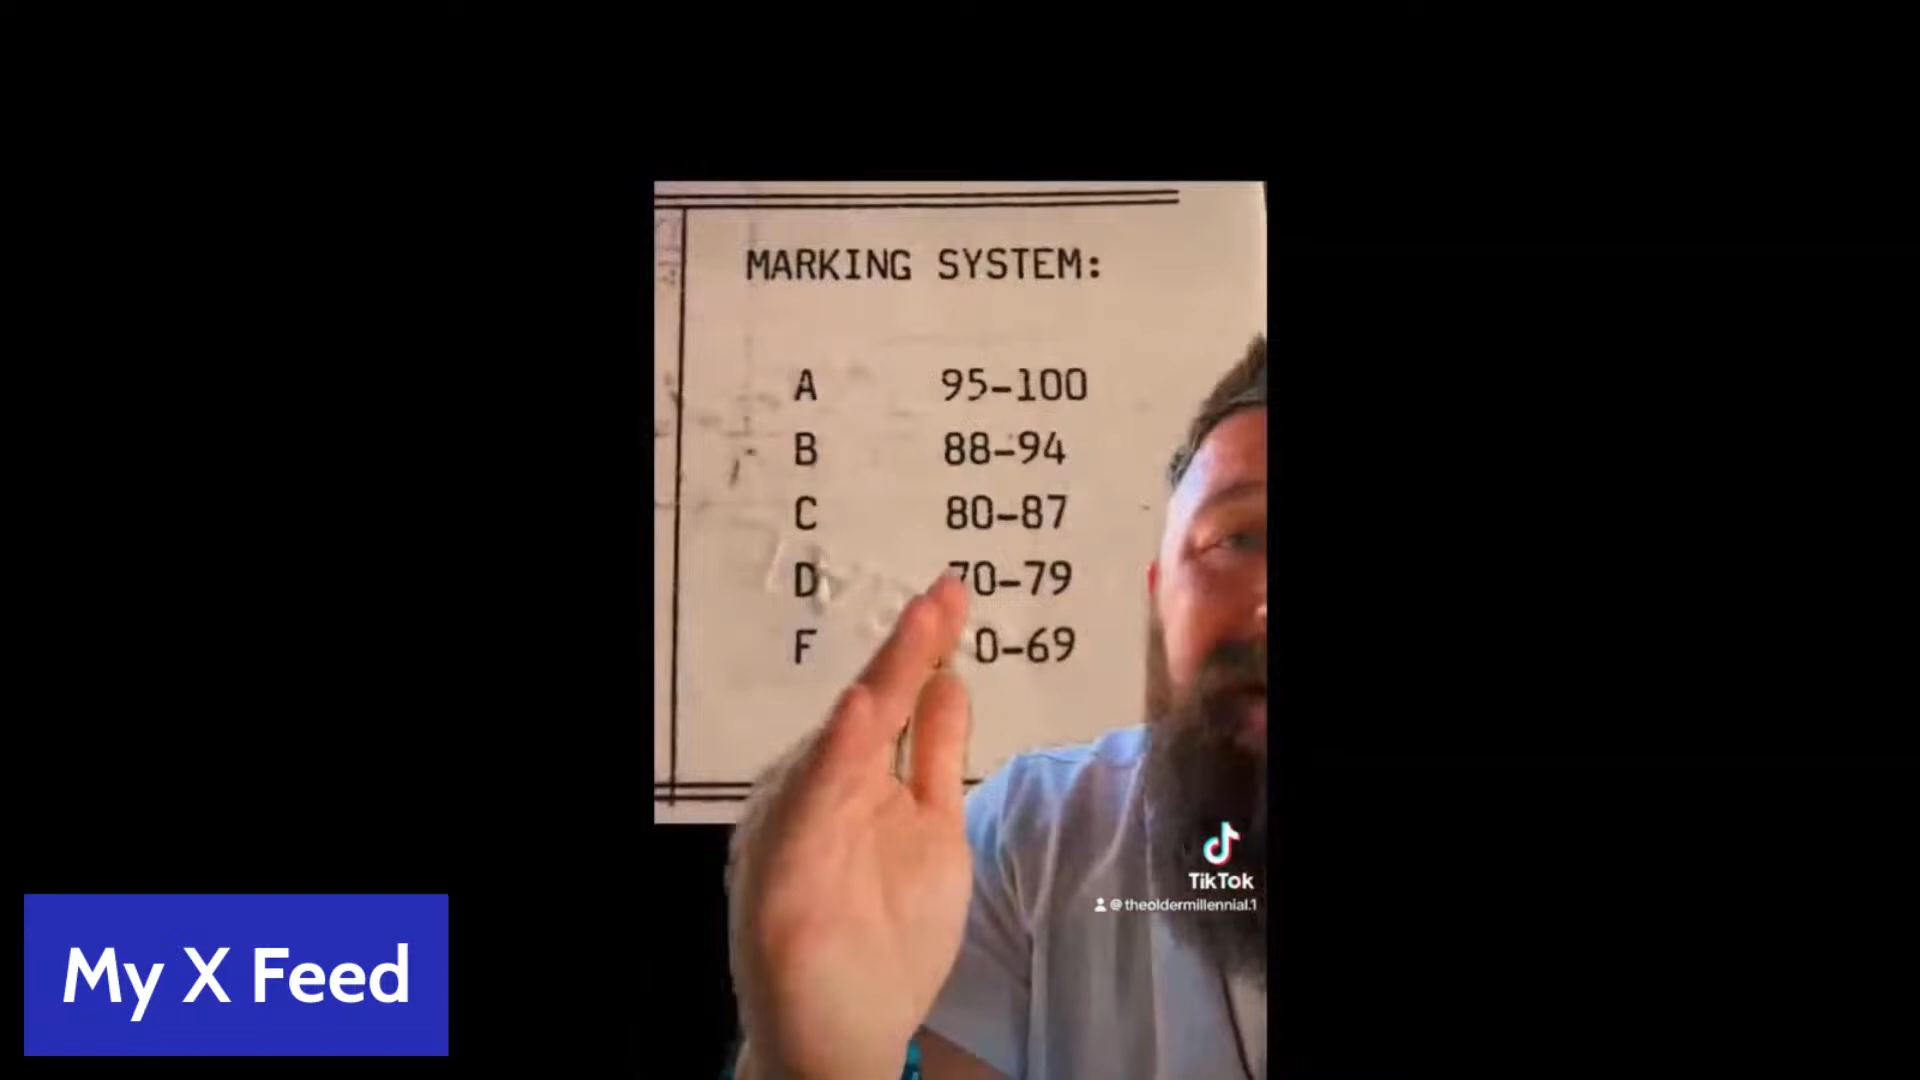 MARKING SYSTEM:
A 95-100
B 88-94
C 80-87
D 70-79
F 0-69
TikTok
@theoldermillennial.1
My X Feed